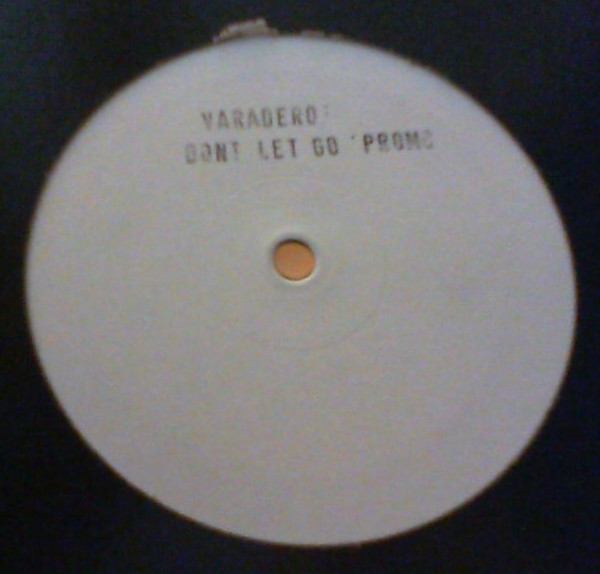 VARADERO:
DONT LET GO 'PROMO